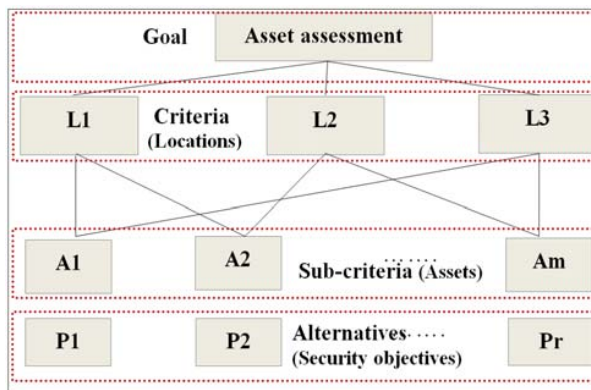 Goal
Asset assessment
L1
Criteria
(Locations)
L2
L3
A1
A2
. . . . . . .
Sub-criteria (Assets)
Am
P1
P2
Alternatives. . . . .
(Security objectives)
Pr